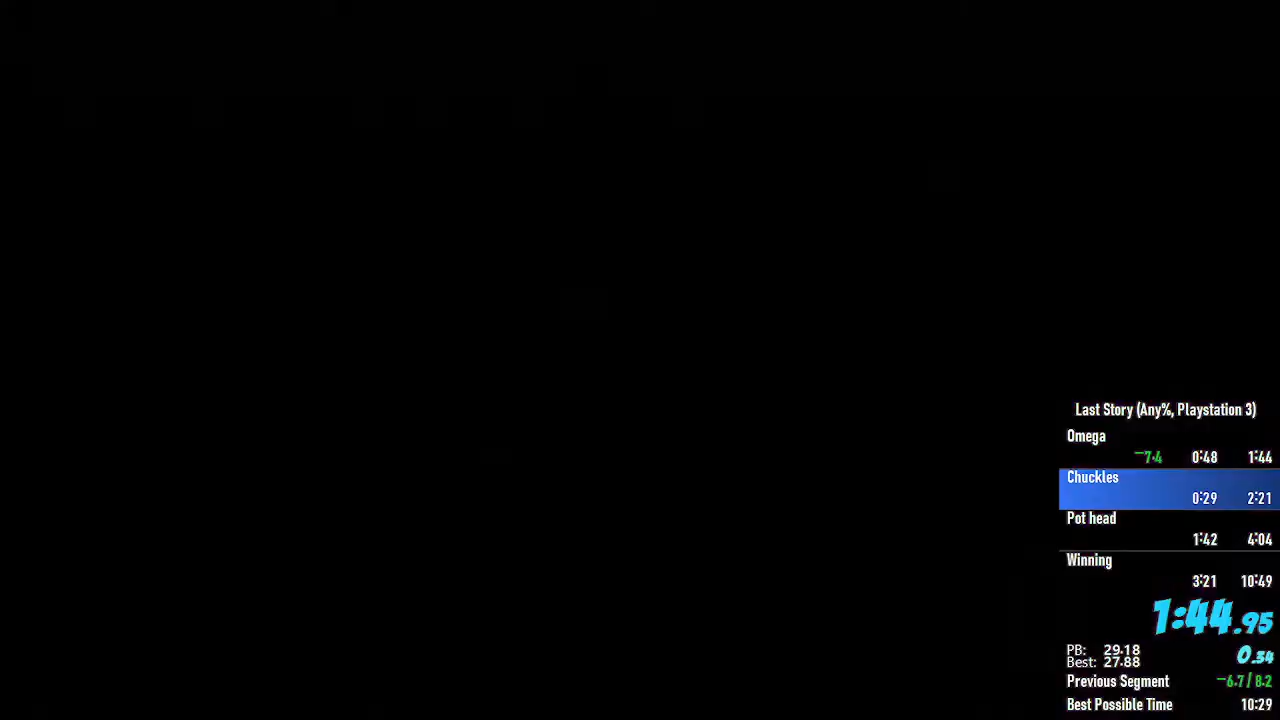 Last Story (Any%, Playstation 3)
Omega
−7.4 0:48 1:44
Chuckles
0:29 2:21
Pot head
1:42 4:04
Winning
3:21 10:49
1:44.95
PB: 29.18
0.34
Best: 27.88
Previous Segment −6.7 / 8.2
Best Possible Time 10:29